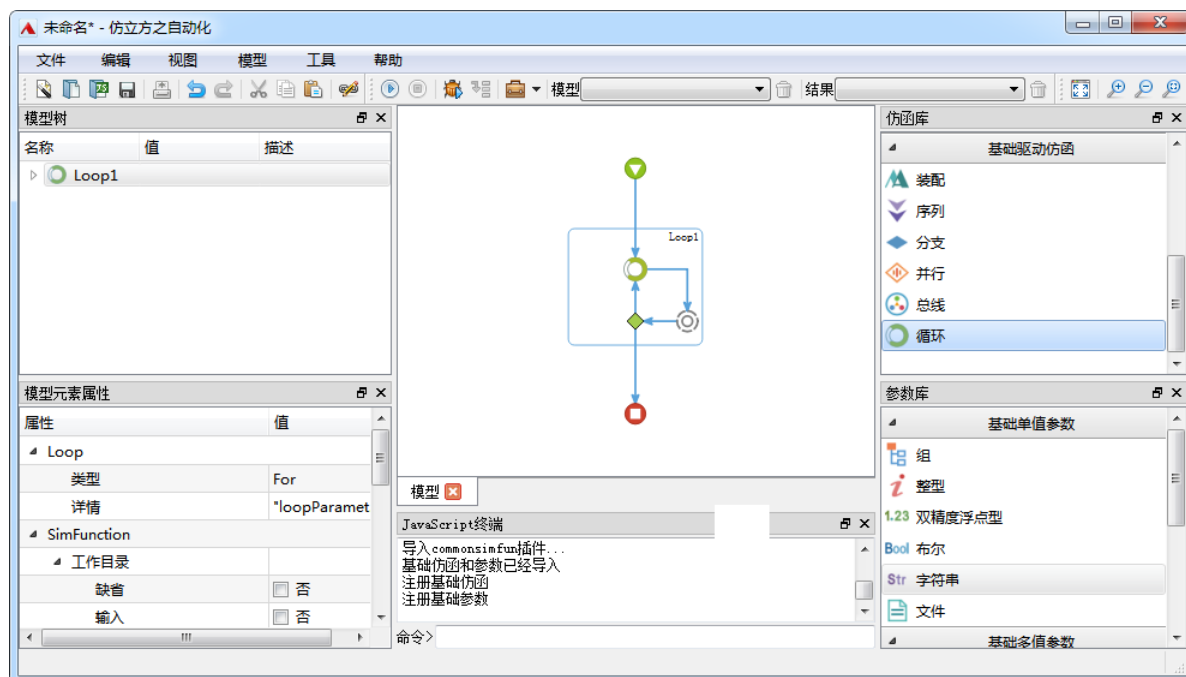 未命名* - 仿立方之自动化
文件 编辑 视图 模型 工具 帮助
模型 结果
模型树
名称 值 描述
Loop1
模型元素属性
属性 值
Loop
类型 For
详情 "loopParamet
SimFunction
工作目录
缺省 否
输入 否
Loop1
模型
JavaScript终端
导入commonsimfun插件...
基础仿函和参数已经导入
注册基础仿函
注册基础参数
命令>
仿函库
基础驱动仿函
装配
序列
分支
并行
总线
循环
参数库
基础单值参数
组
i 整型
1.23 双精度浮点型
Bool 布尔
Str 字符串
文件
基础多值参数